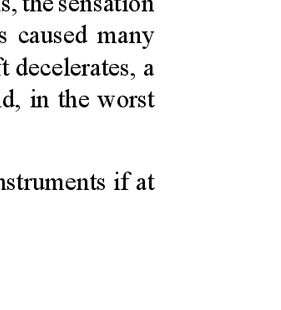 s, the sensation
s caused many
ft decelerates, a
d, in the worst
nstruments if at